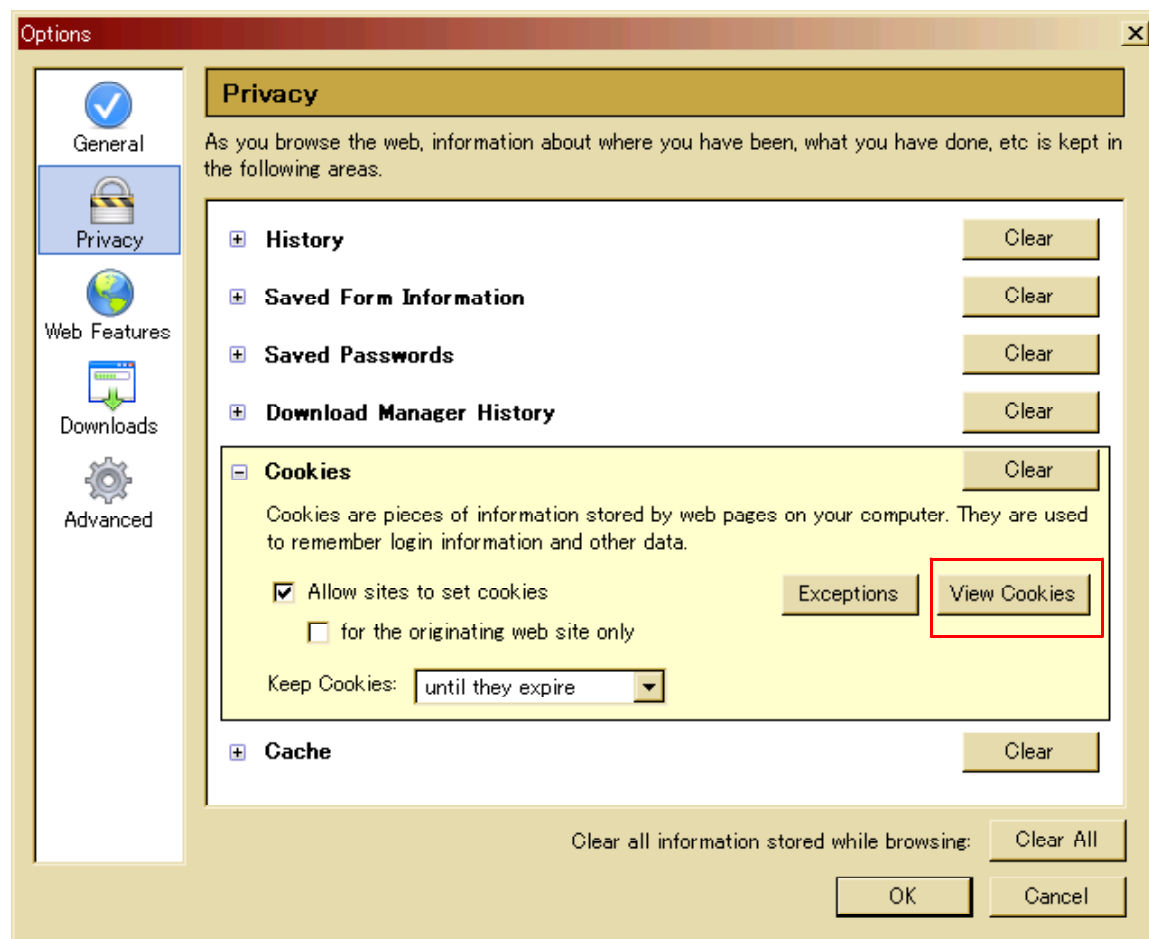 Options
General
Privacy
Web Features
Downloads
Advanced
Privacy
As you browse the web, information about where you have been, what you have done, etc is kept in
the following areas.
History Clear
Saved Form Information Clear
Saved Passwords Clear
Download Manager History Clear
Cookies Clear
Cookies are pieces of information stored by web pages on your computer. They are used
to remember login information and other data.
Allow sites to set cookies Exceptions View Cookies
for the originating web site only
Keep Cookies: until they expire
Cache Clear
Clear all information stored while browsing: Clear All
OK Cancel